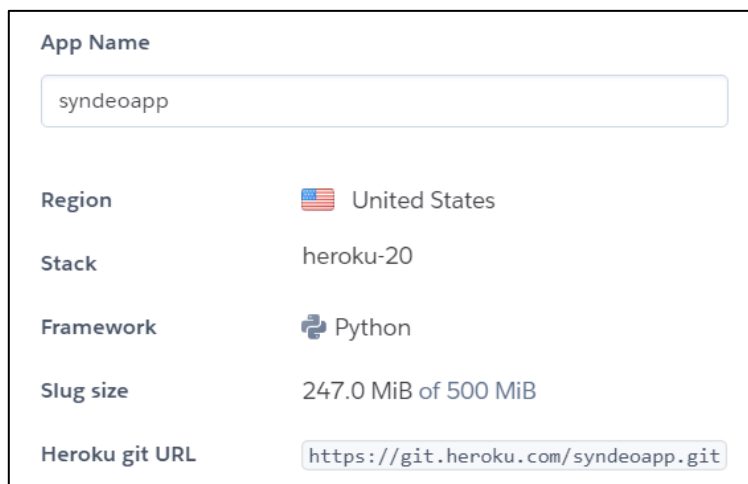 App Name
syndeoapp
Region United States
Stack heroku-20
Framework Python
Slug size 247.0 MiB of 500 MiB
Heroku git URL https://git.heroku.com/syndeoapp.git